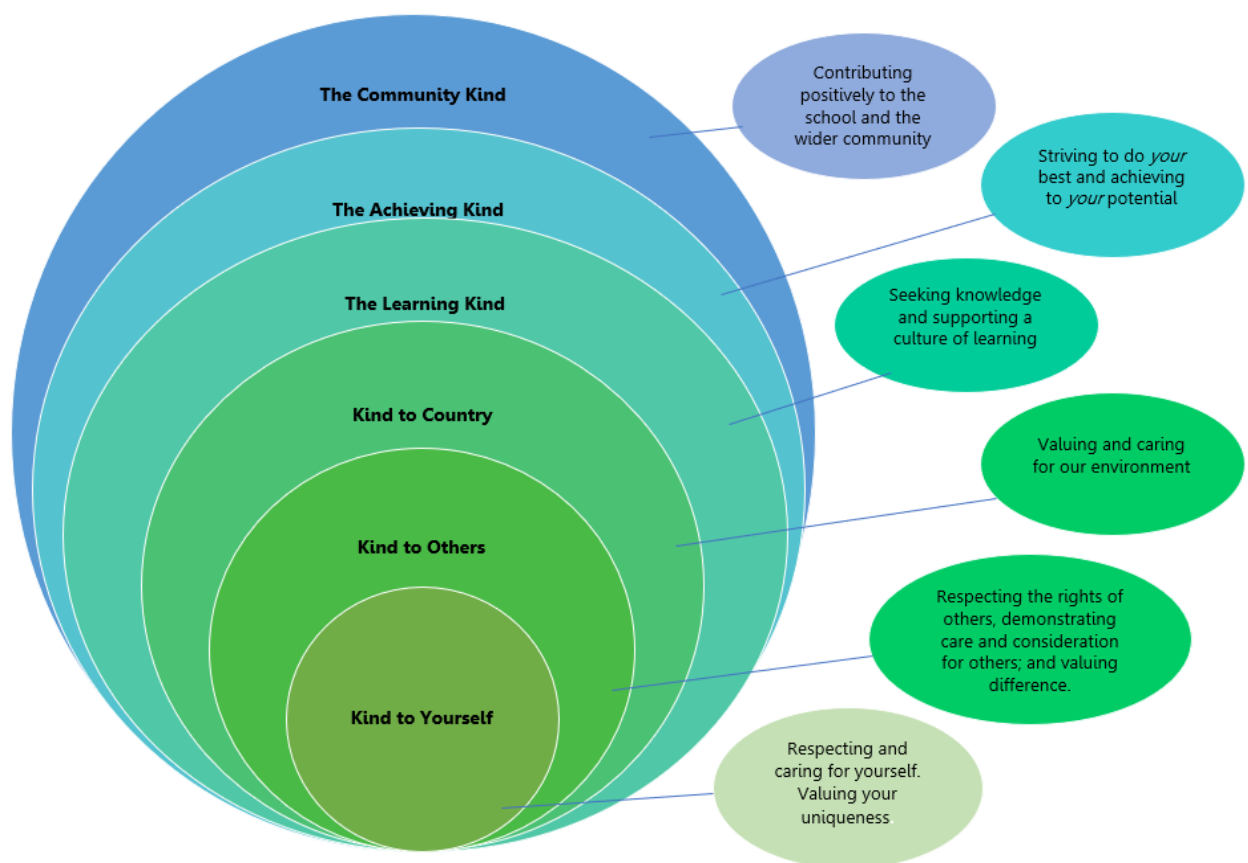 The Community Kind
Contributing
positively to the
school and the
wider community
The Achieving Kind
Striving to do your
best and achieving
to your potential
The Learning Kind
Seeking knowledge
and supporting a
culture of learning
Kind to Country
Valuing and caring
for our environment
Kind to Others
Respecting the rights of
others, demonstrating
care and consideration
for others; and valuing
difference.
Kind to Yourself
Respecting and
caring for yourself.
Valuing your
uniqueness.